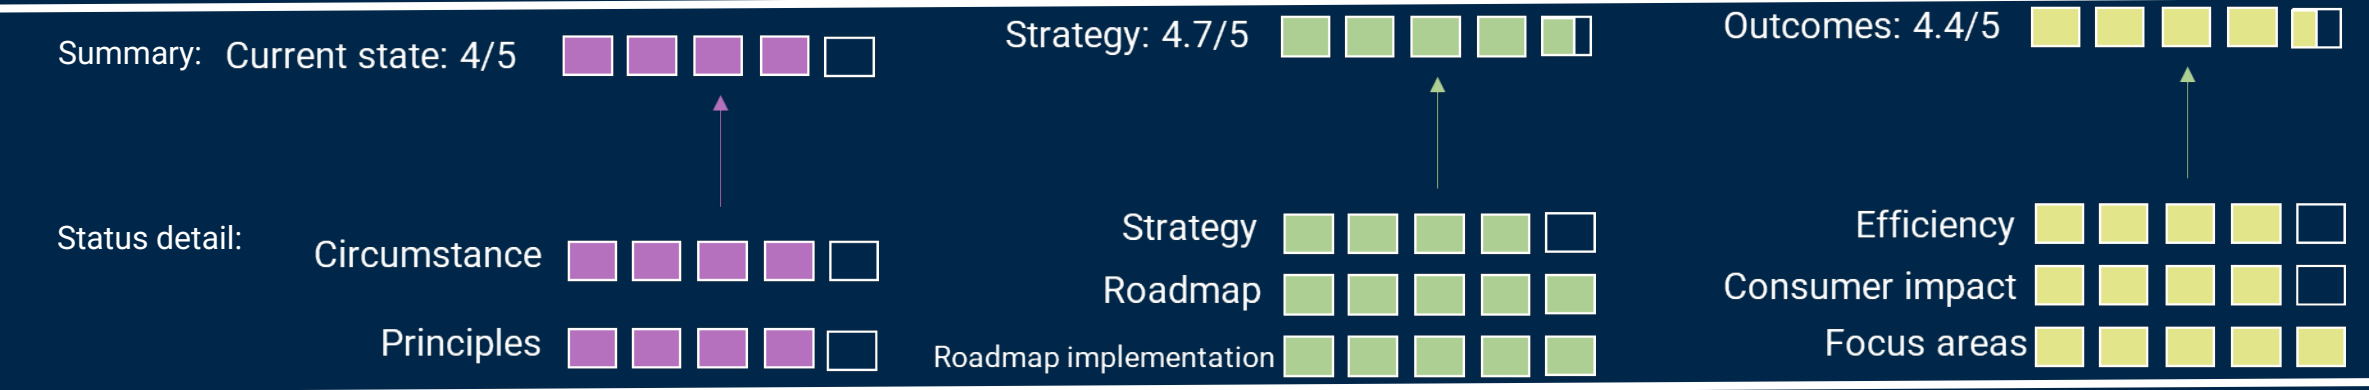 Summary: Current state: 4/5
Strategy: 4.7/5
Outcomes: 4.4/5
Status detail:
Circumstance
Principles
Strategy
Roadmap
Roadmap implementation
Efficiency
Consumer impact
Focus areas